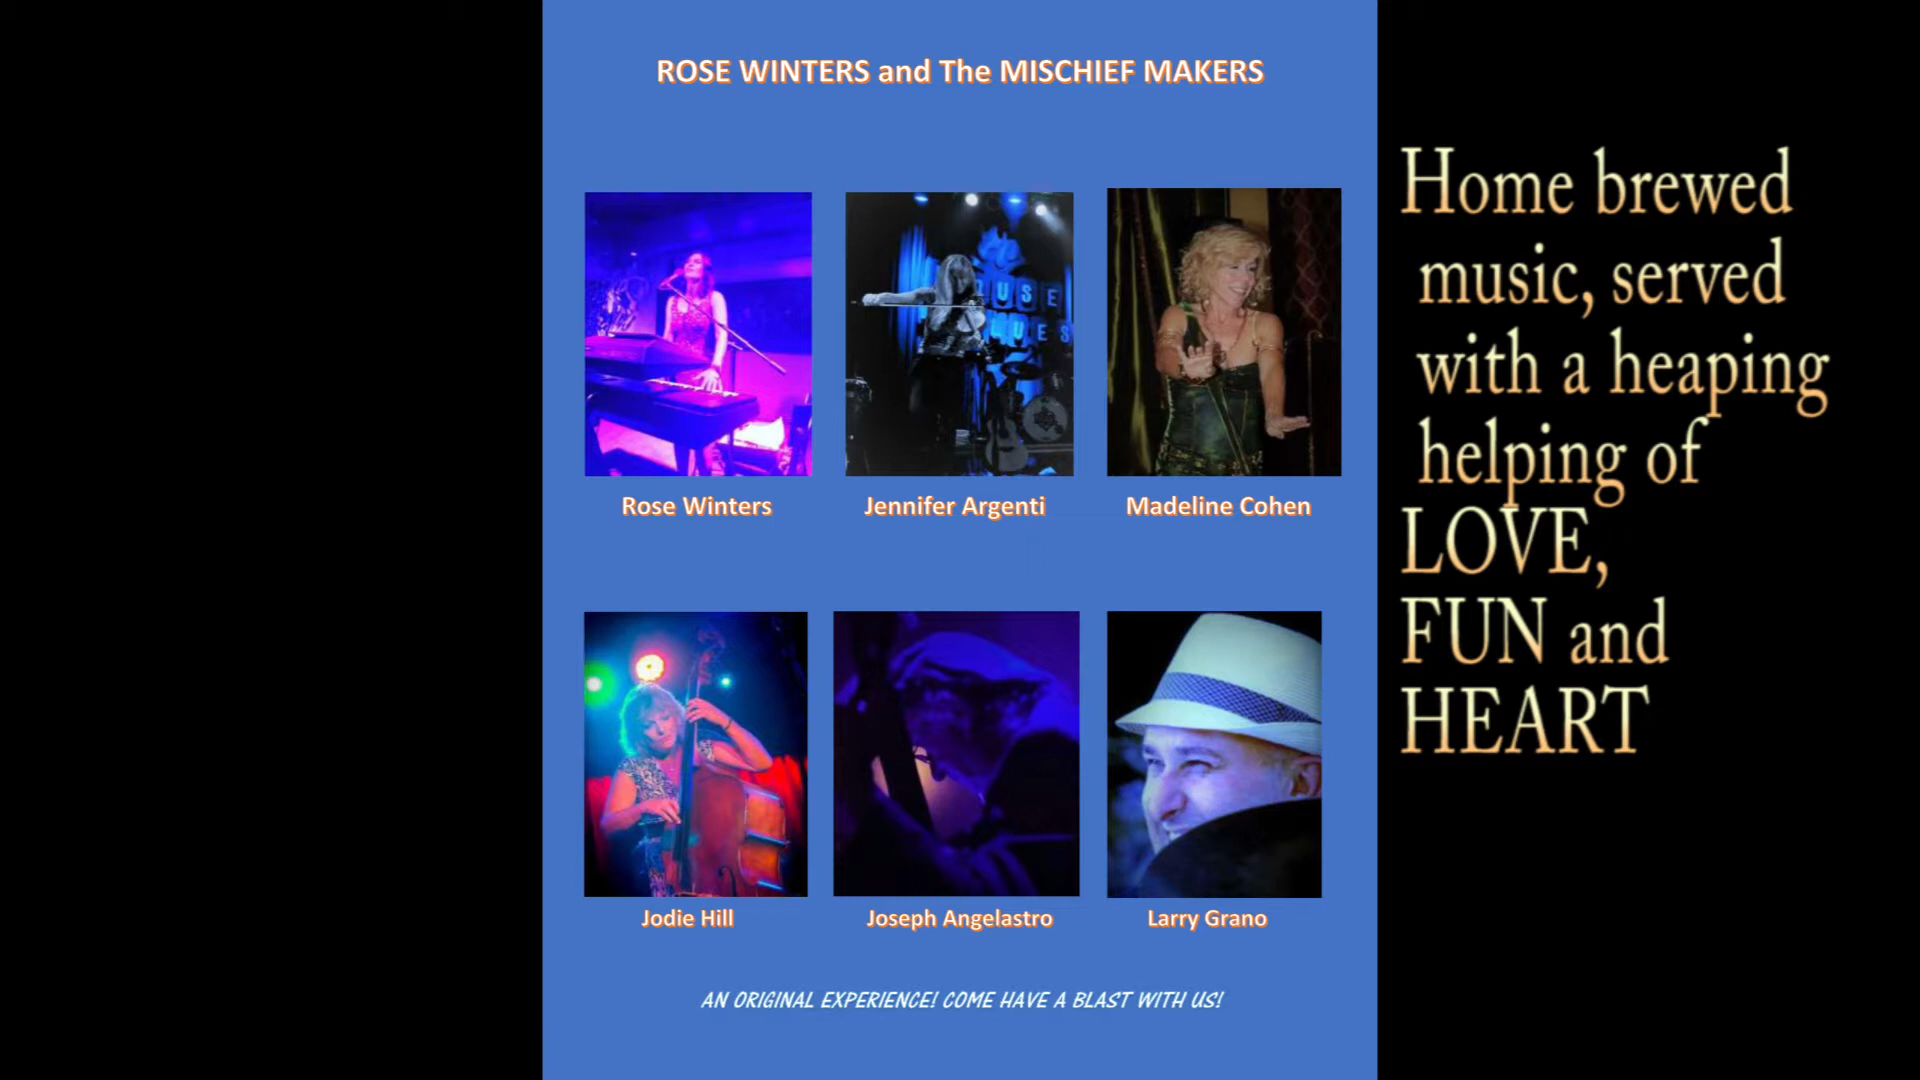 ROSE WINTERS and The MISCHIEF MAKERS
USE
LUES
Rose Winters
Jennifer Argenti
Madeline Cohen
Jodie Hill
Joseph Angelastro
Larry Grano
AN ORIGINAL EXPERIENCE! COME HAVE A BLAST WITH US!
Home brewed
music, served
with a heaping
helping of
LOVE,
FUN and
HEART